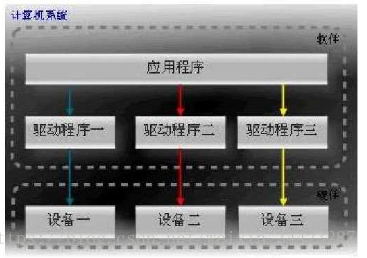 计算机系统
软件
应用程序
驱动程序一
驱动程序二
驱动程序三
硬件
设备一
设备二
设备三